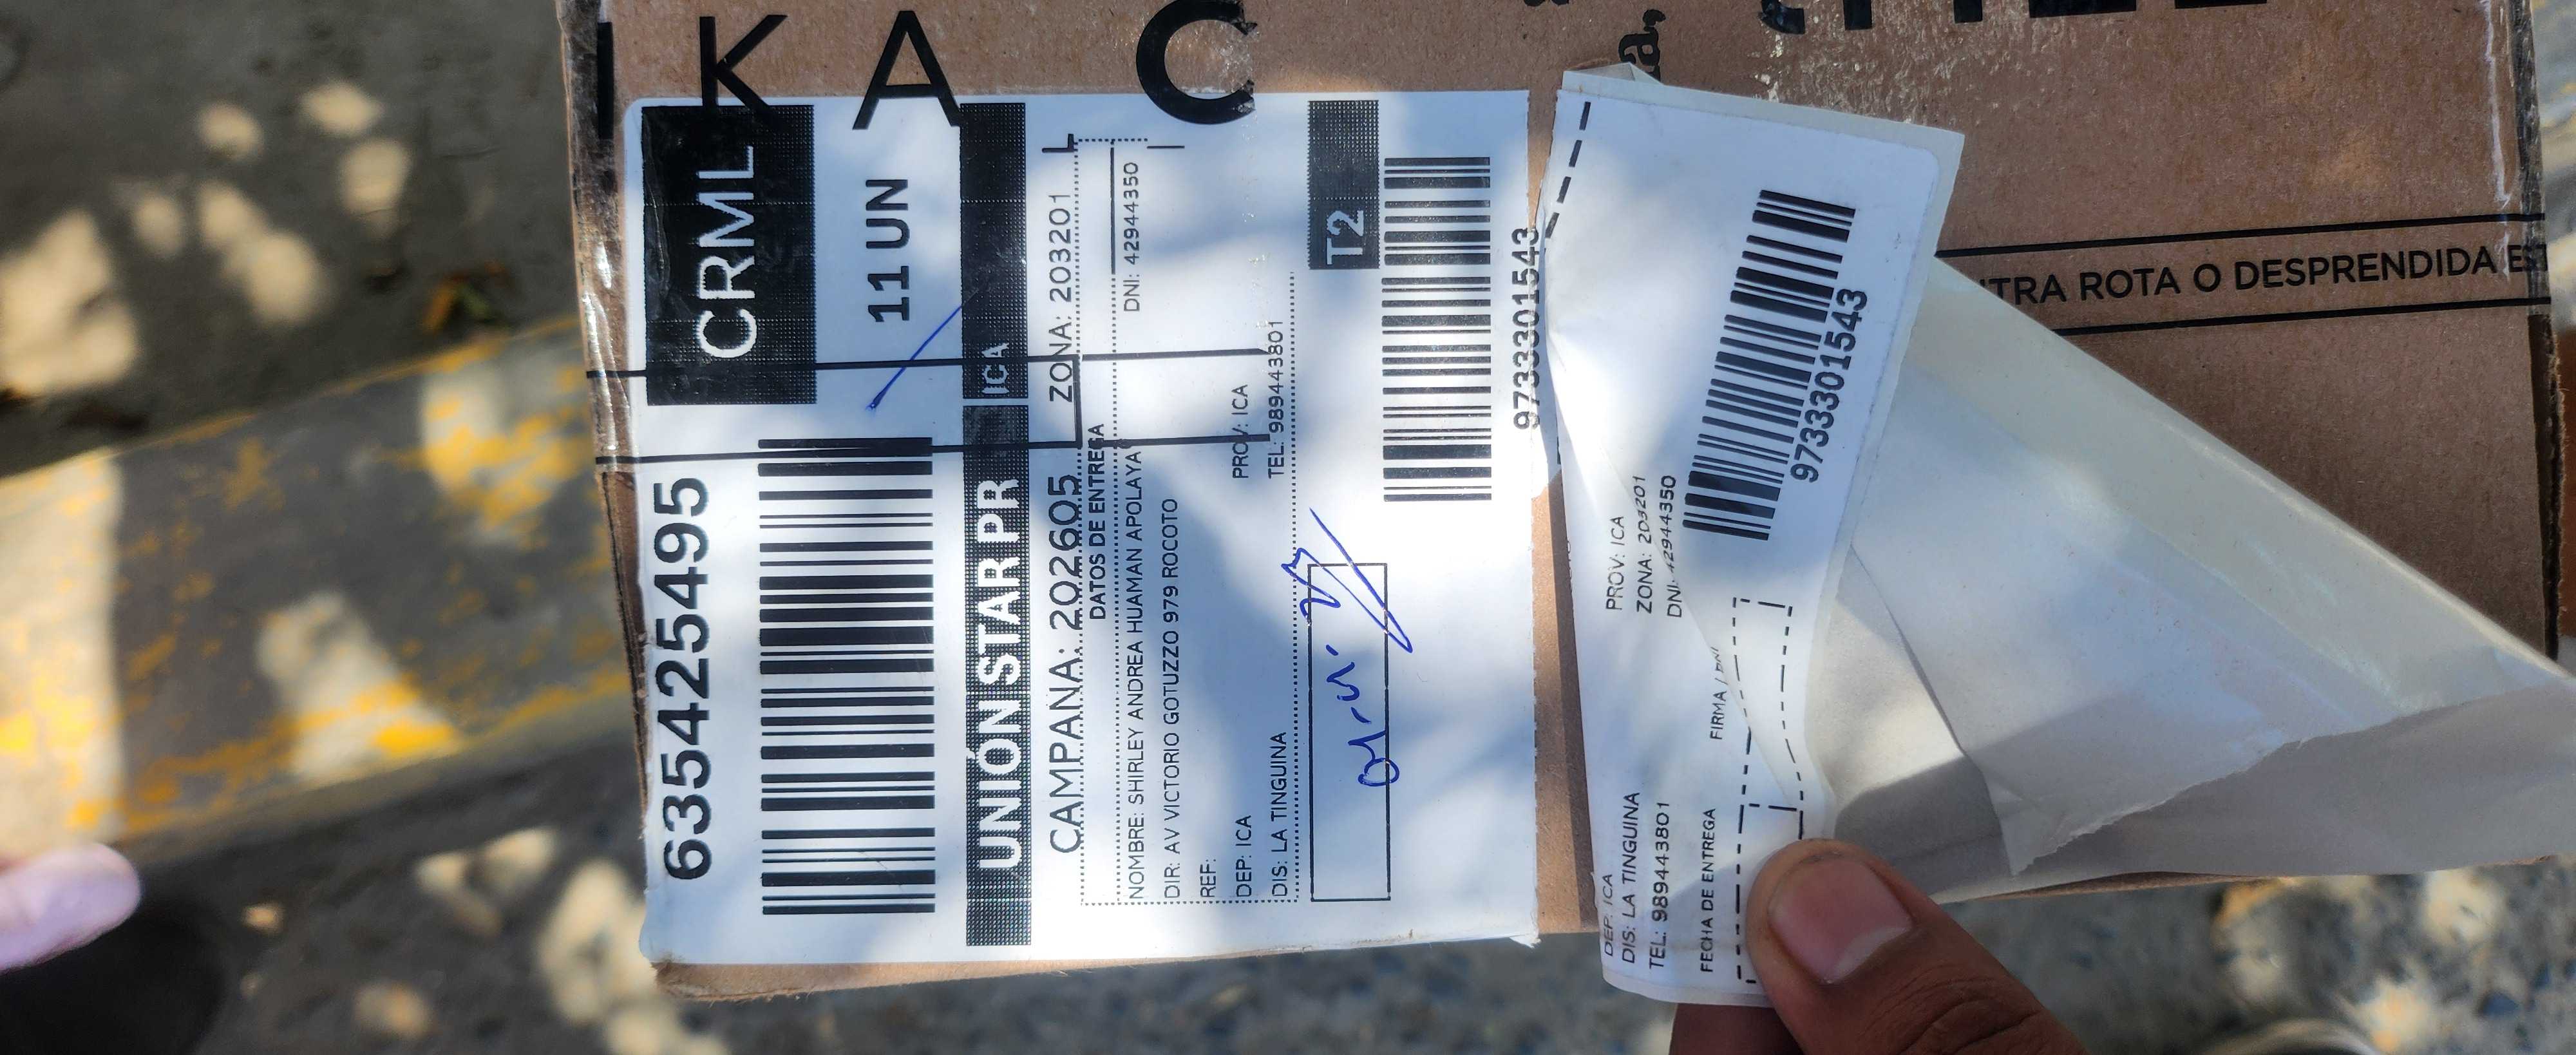 K A C
a,
CRML
6354254495
11 UN
UNIÓN STAR PR
ICA
CAMPAÑA: 202605 ZONA: 203201
DATOS DE ENTREGA
NOMBRE: SHIRLEY ANDREA HUAMAN APOLAYA DNI: 42944350
DIR: AV VICTORIO GOTUZZO 979 ROCOTO
REF:
DEP: ICA PROV: ICA
DIS: LA TINGUINA TEL: 989443801
T2
9733301543
DEP: ICA PROV: ICA
DIS: LA TINGUINA ZONA: 203201
TEL: 989443801 DNI: 42944350
FECHA DE ENTREGA FIRMA / DNI
9733301543
ROTA O DESPRENDIDA